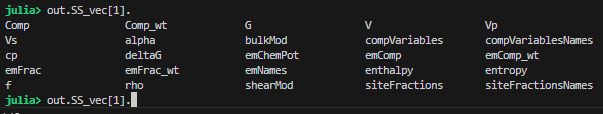 julia> out.SS_vec[1].
Comp Comp_wt G V Vp
Vs alpha bulkMod compVariables compVariablesNames
cp deltaG emChemPot emComp emComp_wt
emFrac emFrac_wt emNames enthalpy entropy
f rho shearMod siteFractions siteFractionsNames
julia> out.SS_vec[1].